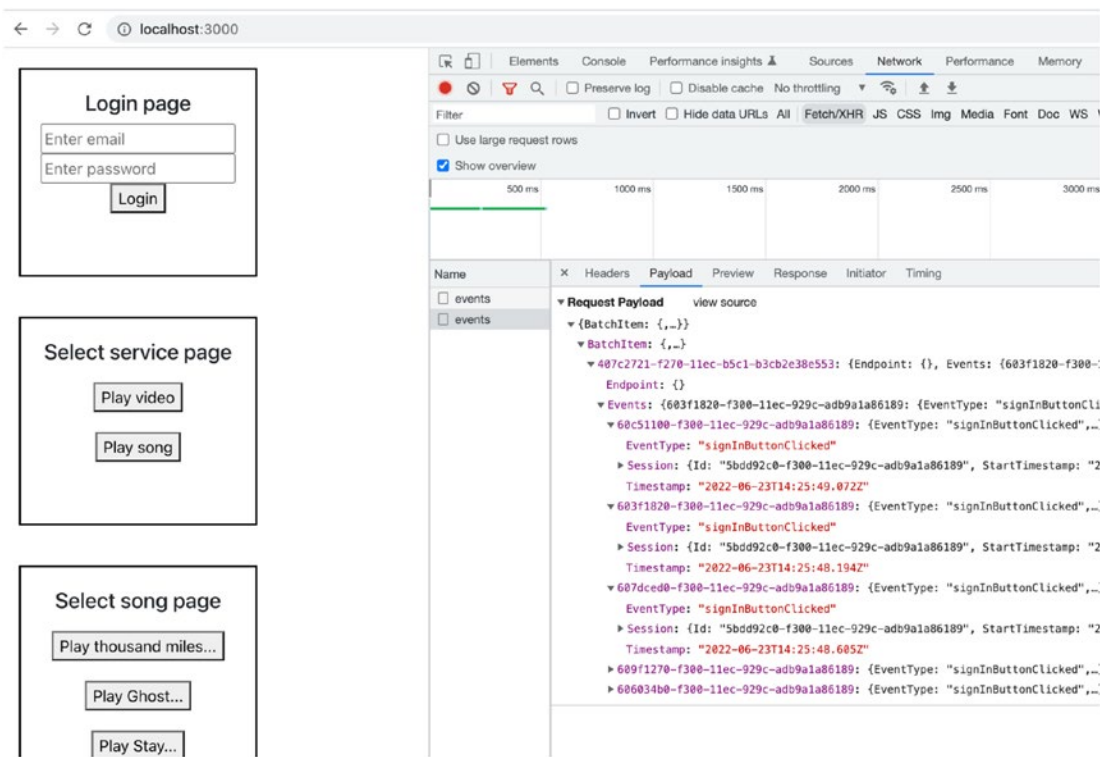 localhost:3000
Login page
Enter email
Enter password
Login
Select service page
Play video
Play song
Select song page
Play thousand miles...
Play Ghost...
Play Stay...
Elements Console Performance insights Sources Network Performance Memory
Preserve log Disable cache No throttling
Filter Invert Hide data URLs All Fetch/XHR JS CSS Img Media Font Doc WS
Use large request rows
Show overview
500 ms 1000 ms 1500 ms 2000 ms 2500 ms 3000 ms
Name
events
events
× Headers Payload Preview Response Initiator Timing
▼Request Payload view source
▼{BatchItem: {,…}}
▼BatchItem: {,…}
▼407c2721-f270-11ec-b5c1-b3cb2e38e553: {Endpoint: {}, Events: {603f1820-f300-
Endpoint: {}
▼Events: {603f1820-f300-11ec-929c-adb9a1a86189: {EventType: "signInButtonCli
▼60c51100-f300-11ec-929c-adb9a1a86189: {EventType: "signInButtonClicked",…
EventType: "signInButtonClicked"
▶Session: {Id: "5bdd92c0-f300-11ec-929c-adb9a1a86189", StartTimestamp: "2
Timestamp: "2022-06-23T14:25:49.072Z"
▼603f1820-f300-11ec-929c-adb9a1a86189: {EventType: "signInButtonClicked",…
EventType: "signInButtonClicked"
▶Session: {Id: "5bdd92c0-f300-11ec-929c-adb9a1a86189", StartTimestamp: "2
Timestamp: "2022-06-23T14:25:48.194Z"
▼607dced0-f300-11ec-929c-adb9a1a86189: {EventType: "signInButtonClicked",…
EventType: "signInButtonClicked"
▶Session: {Id: "5bdd92c0-f300-11ec-929c-adb9a1a86189", StartTimestamp: "2
Timestamp: "2022-06-23T14:25:48.605Z"
▶609f1270-f300-11ec-929c-adb9a1a86189: {EventType: "signInButtonClicked",…
▶606034b0-f300-11ec-929c-adb9a1a86189: {EventType: "signInButtonClicked",…